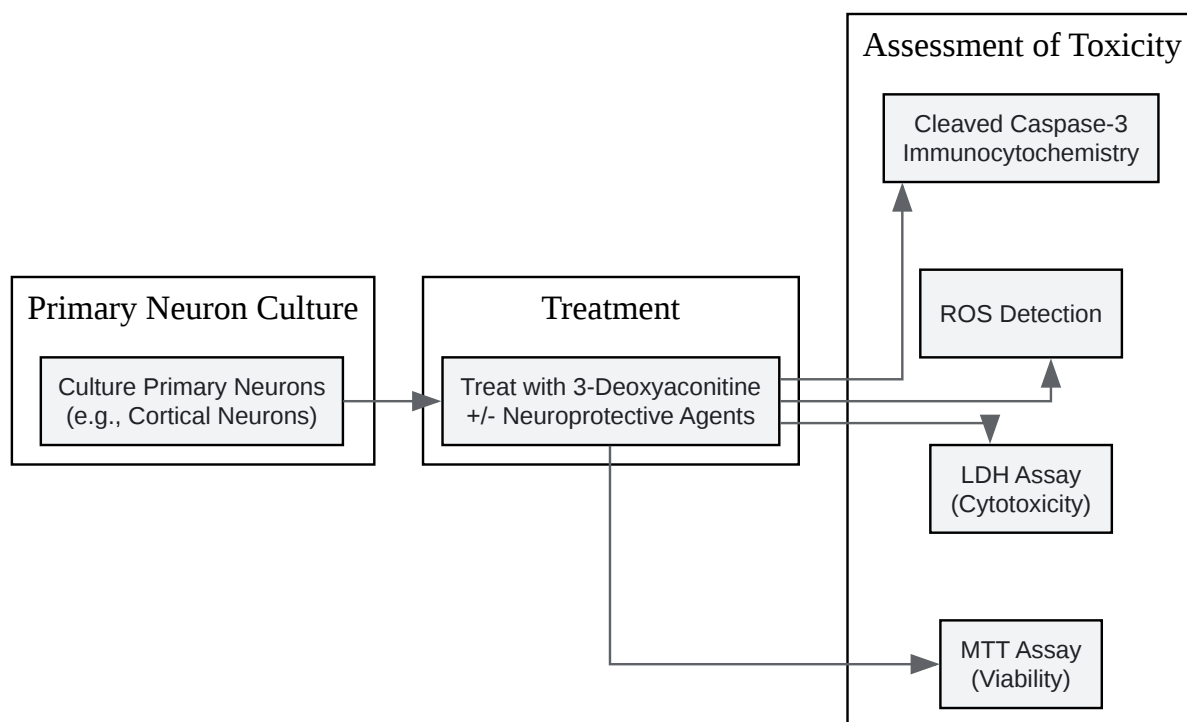 Primary Neuron Culture
Culture Primary Neurons
(e.g., Cortical Neurons)
Treatment
Treat with 3-Deoxyaconitine
+/- Neuroprotective Agents
Assessment of Toxicity
Cleaved Caspase-3
Immunocytochemistry
ROS Detection
LDH Assay
(Cytotoxicity)
MTT Assay
(Viability)